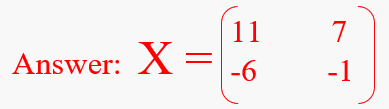 Answer: X = (11 7
-6 -1)